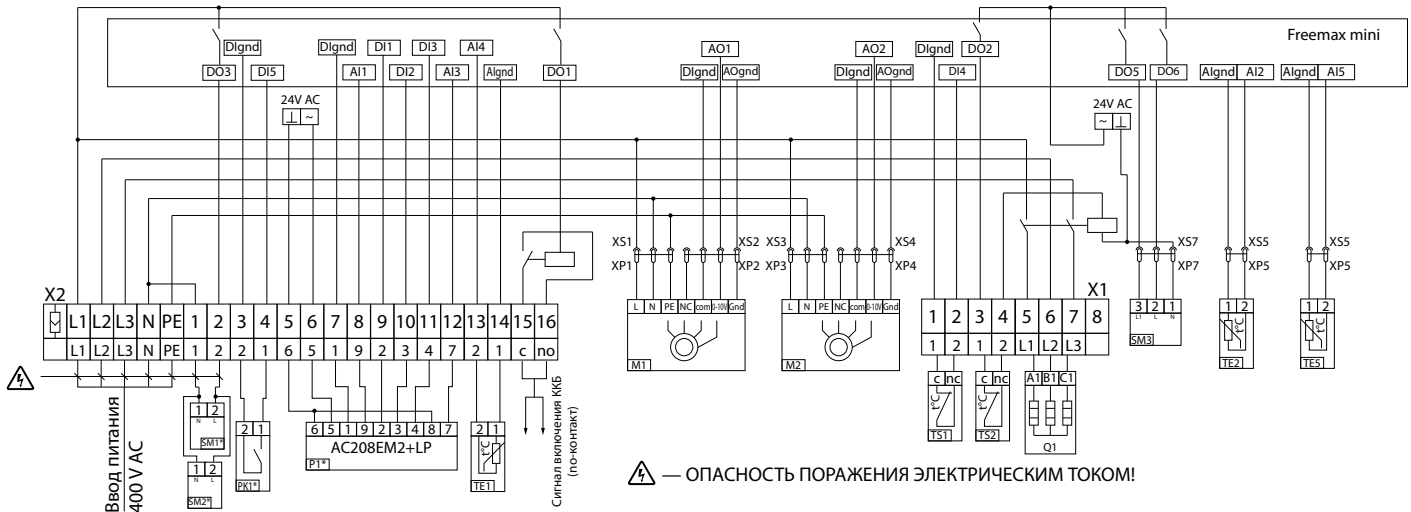 Freemax mini
DIgnd DIgnd DI1 DI3 AI4 AO1 AO2 DIgnd DO2
DO3 DI5 AI1 DI2 AI3 AIgnd DO1 DIgnd AOgnd DIgnd AOgnd DI4 DO5 DO6 AIgnd AI2 AIgnd AI5
24V AC
⊥ ~
24V AC
~ ⊥
XS1 XS2 XS3 XS4 XS7 XS5 XS5
XP1 XP2 XP3 XP4 XP7 XP5 XP5
X2
L1 L2 L3 N PE 1 2 3 4 5 6 7 8 9 10 11 12 13 14 15 16
L1 L2 L3 N PE 1 2 2 1 6 5 1 9 2 3 4 7 2 1 c no
L N PE NC com 0-10V Gnd
M1
L N PE NC com 0-10V Gnd
M2
X1
1 2 3 4 5 6 7 8
1 2 1 2 L1 L2 L3
3 2 1
L1 L N
SM3
1 2
t°C
TE2
1 2
t°C
TE5
c nc
t°C
TS1
c nc
t°C
TS2
A1 B1 C1
Q1
Ввод питания
400 V AC
1 2
N L
SM1*
1 2
N L
SM2*
2 1
PK1*
6 5 1 9 2 3 4 8 7
AC208EM2+LP
P1*
2 1
t°C
TE1
Сигнал включения ККБ
(no-контакт)
— ОПАСНОСТЬ ПОРАЖЕНИЯ ЭЛЕКТРИЧЕСКИМ ТОКОМ!